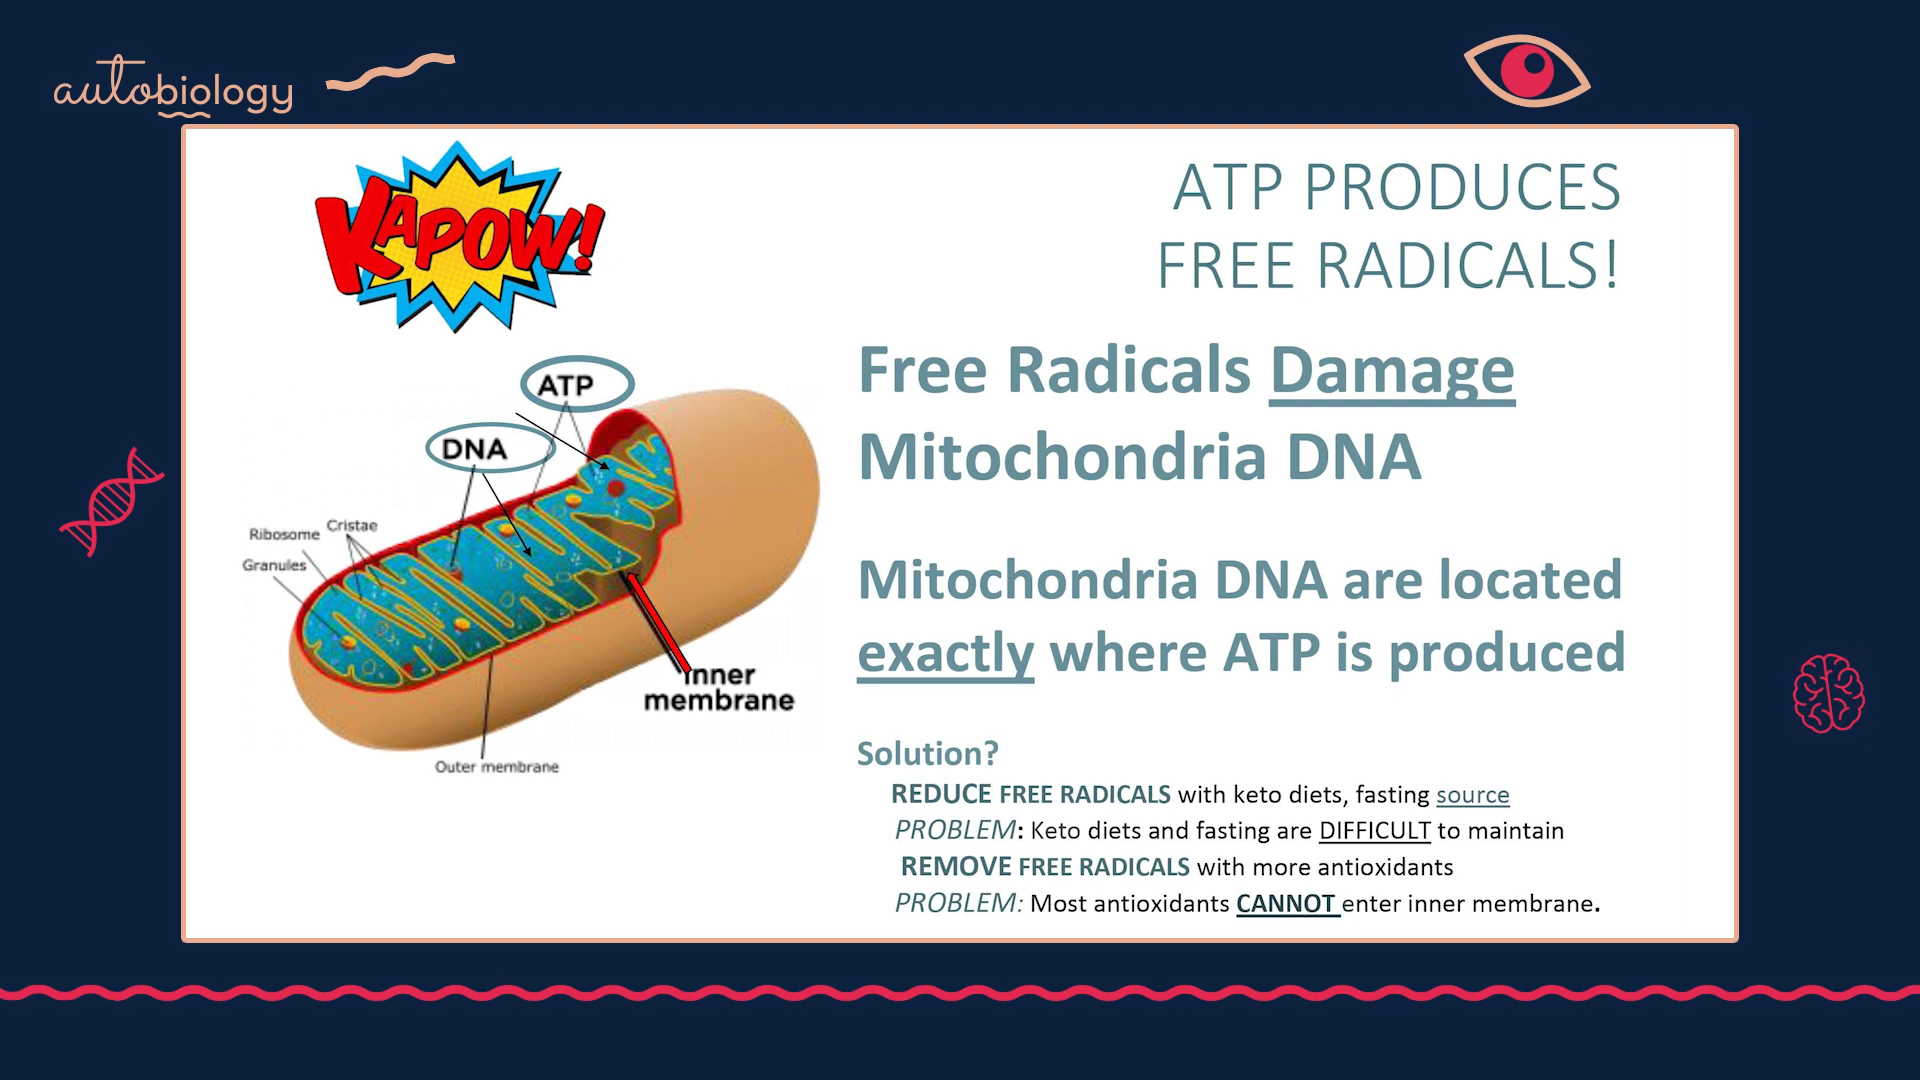 autobiology
KAPOW!
ATP PRODUCES
FREE RADICALS!
ATP
DNA
Ribosome
Cristae
Granules
Inner
membrane
Outer membrane
Free Radicals Damage
Mitochondria DNA
Mitochondria DNA are located
exactly where ATP is produced
Solution?
REDUCE FREE RADICALS with keto diets, fasting source
PROBLEM: Keto diets and fasting are DIFFICULT to maintain
REMOVE FREE RADICALS with more antioxidants
PROBLEM: Most antioxidants CANNOT enter inner membrane.